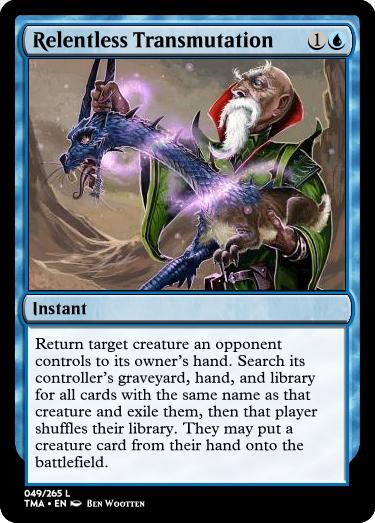 Relentless Transmutation 1
Instant
Return target creature an opponent
controls to its owner's hand. Search its
controller's graveyard, hand, and library
for all cards with the same name as that
creature and exile them, then that player
shuffles their library. They may put a
creature card from their hand onto the
battlefield.
049/265 L
TMA • EN Ben Wootten